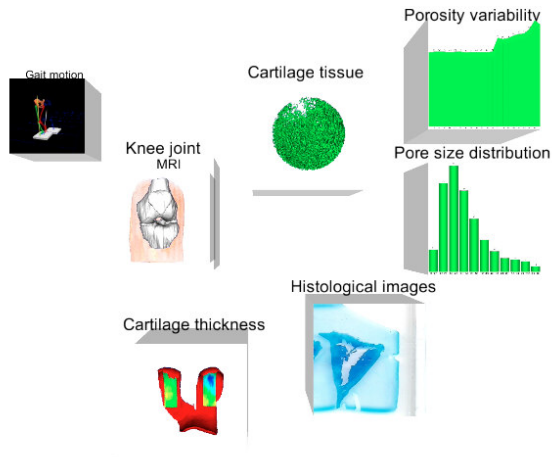 Porosity variability
Gait motion
Cartilage tissue
Knee joint
MRI
Pore size distribution
Histological images
Cartilage thickness